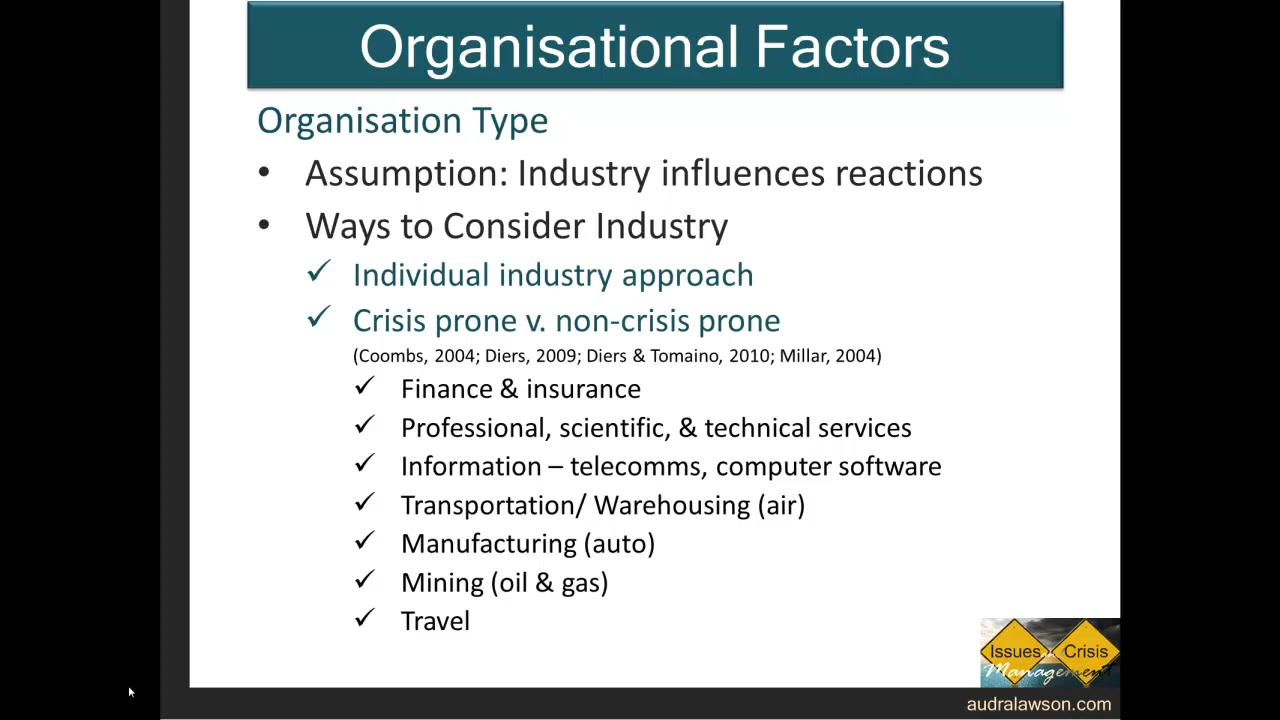 Organisational Factors
Organisation Type
• Assumption: Industry influences reactions
• Ways to Consider Industry
✓ Individual industry approach
✓ Crisis prone v. non-crisis prone
(Coombs, 2004; Diers, 2009; Diers & Tomaino, 2010; Millar, 2004)
✓ Finance & insurance
✓ Professional, scientific, & technical services
✓ Information – telecomms, computer software
✓ Transportation/ Warehousing (air)
✓ Manufacturing (auto)
✓ Mining (oil & gas)
✓ Travel
Issues Crisis
Management
audralawson.com